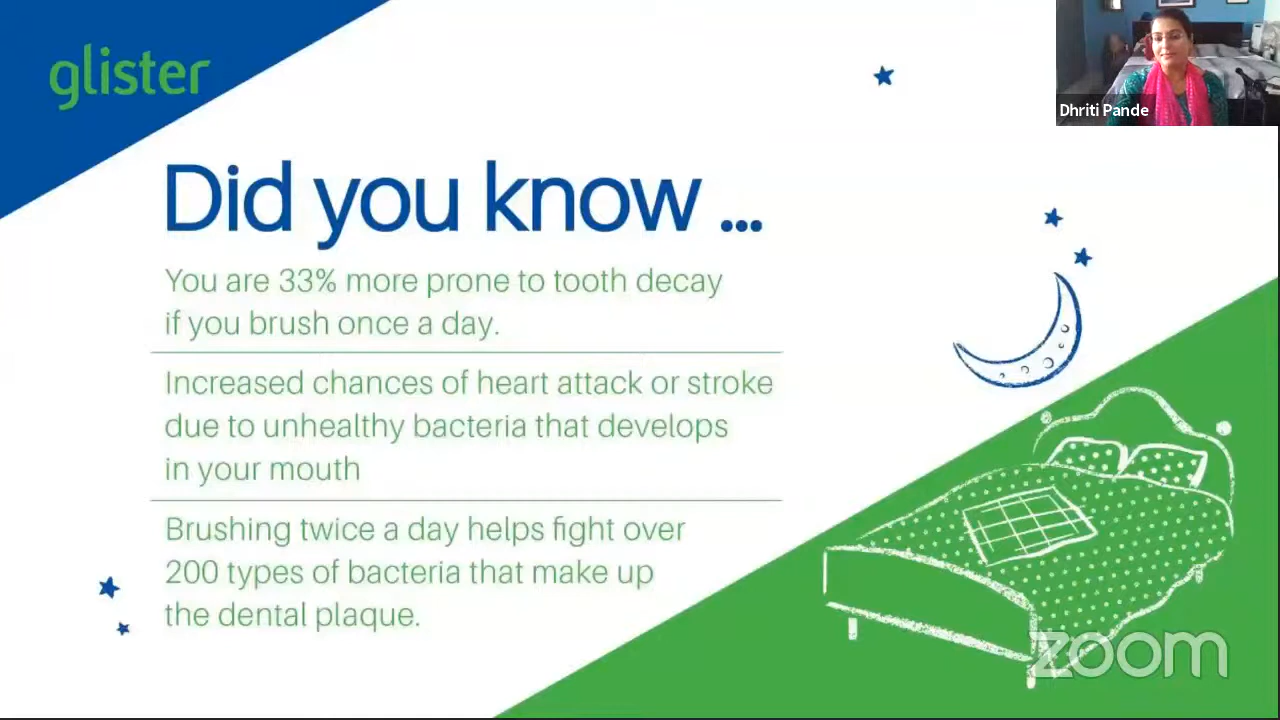 glister
Dhriti Pande
Did you know ...
You are 33% more prone to tooth decay
if you brush once a day.
Increased chances of heart attack or stroke
due to unhealthy bacteria that develops
in your mouth
Brushing twice a day helps fight over
200 types of bacteria that make up
the dental plaque.
zoom